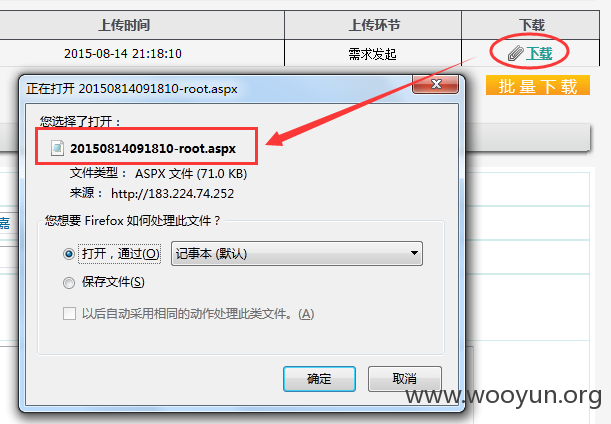 上传时间 上传环节 下载
2015-08-14 21:18:10 需求发起 下载
批量下载
正在打开 20150814091810-root.aspx
您选择了打开：
20150814091810-root.aspx
文件类型： ASPX 文件 (71.0 KB)
来源： http://183.224.74.252
您想要 Firefox 如何处理此文件？
打开，通过(O) 记事本 (默认)
保存文件(S)
以后自动采用相同的动作处理此类文件。(A)
确定 取消
嘉
www.wooyun.org